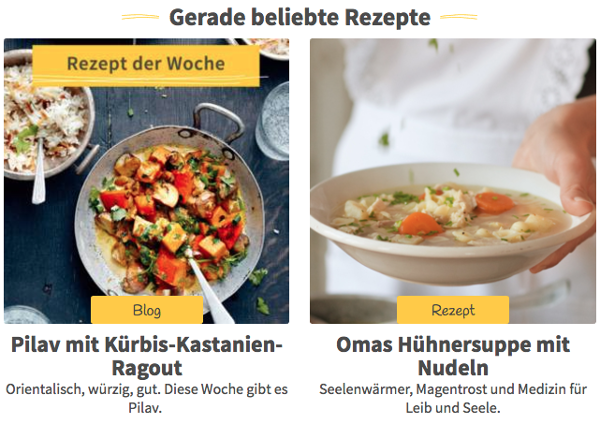 Gerade beliebte Rezepte
Rezept der Woche
Blog
Pilav mit Kürbis-Kastanien-
Ragout
Orientalisch, würzig, gut. Diese Woche gibt es
Pilav.
Rezept
Omas Hühnersuppe mit
Nudeln
Seelenwärmer, Magentrost und Medizin für
Leib und Seele.